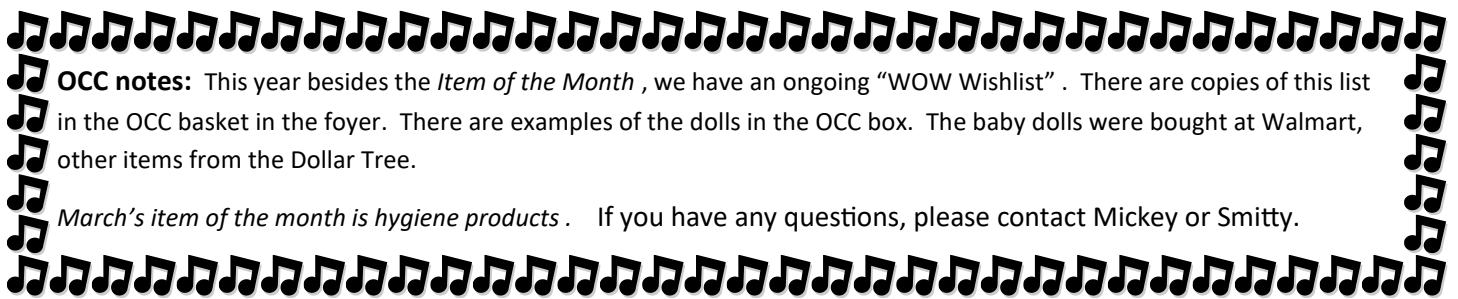 OCC notes: This year besides the Item of the Month , we have an ongoing “WOW Wishlist” . There are copies of this list
in the OCC basket in the foyer. There are examples of the dolls in the OCC box. The baby dolls were bought at Walmart,
other items from the Dollar Tree.
March’s item of the month is hygiene products . If you have any questions, please contact Mickey or Smitty.